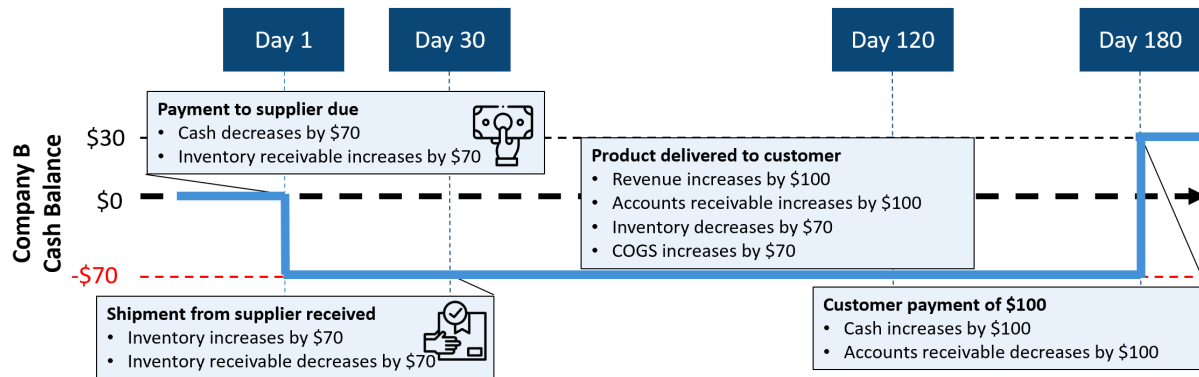 Day 1
Day 30
Day 120
Day 180
Company B
Cash Balance
$30
$0
-$70
Payment to supplier due
• Cash decreases by $70
• Inventory receivable increases by $70
Product delivered to customer
• Revenue increases by $100
• Accounts receivable increases by $100
• Inventory decreases by $70
• COGS increases by $70
Shipment from supplier received
• Inventory increases by $70
• Inventory receivable decreases by $70
Customer payment of $100
• Cash increases by $100
• Accounts receivable decreases by $100